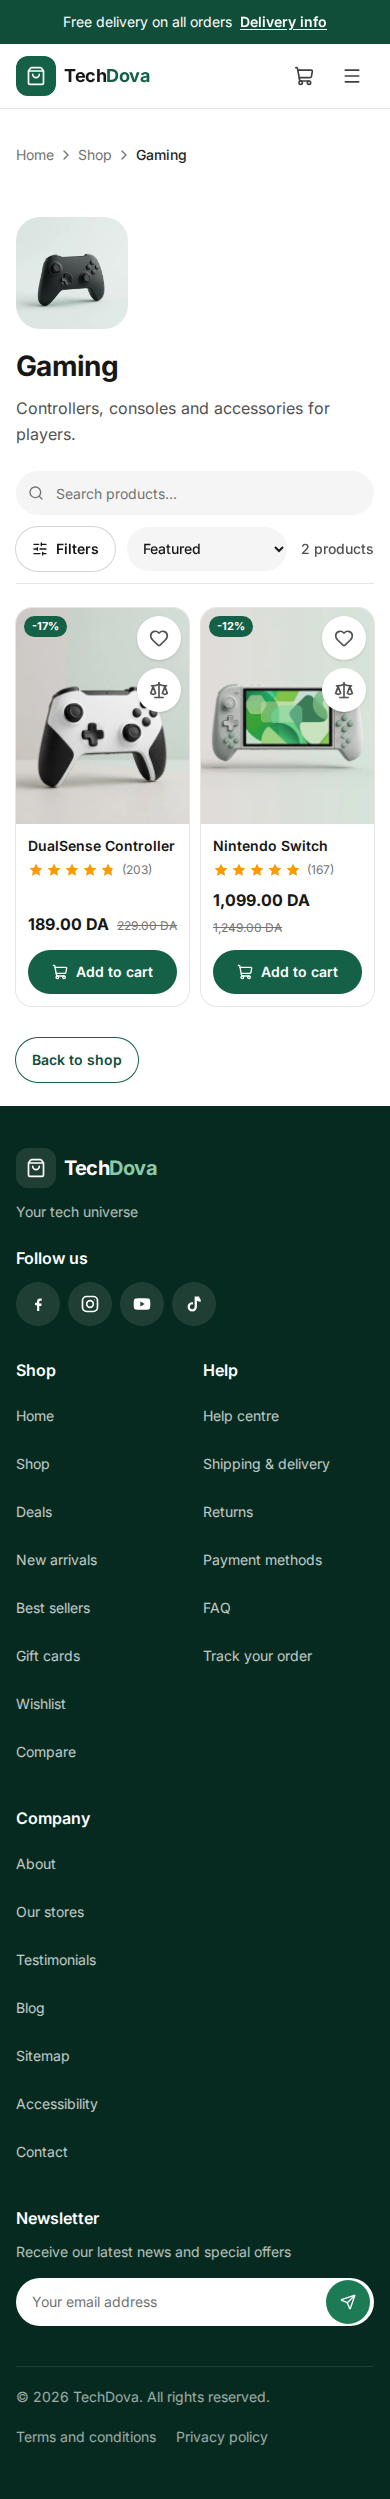 Free delivery on all orders Delivery info
TechDova
Home > Shop > Gaming
Gaming
Controllers, consoles and accessories for
players.
Search products...
Filters
Featured
2 products
-17%
DualSense Controller
(203)
189.00 DA 229.00 DA
Add to cart
-12%
Nintendo Switch
(167)
1,099.00 DA
1,249.00 DA
Add to cart
Back to shop
TechDova
Your tech universe
Follow us
Shop
Home
Shop
Deals
New arrivals
Best sellers
Gift cards
Wishlist
Compare
Help
Help centre
Shipping & delivery
Returns
Payment methods
FAQ
Track your order
Company
About
Our stores
Testimonials
Blog
Sitemap
Accessibility
Contact
Newsletter
Receive our latest news and special offers
Your email address
© 2026 TechDova. All rights reserved.
Terms and conditions Privacy policy